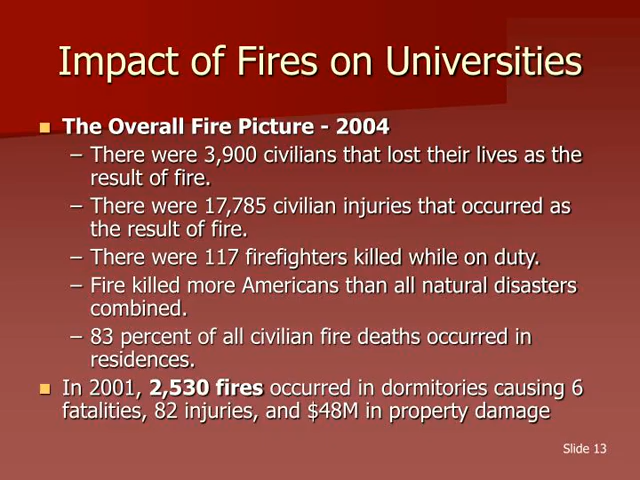 Impact of Fires on Universities
The Overall Fire Picture - 2004
– There were 3,900 civilians that lost their lives as the
result of fire.
– There were 17,785 civilian injuries that occurred as
the result of fire.
– There were 117 firefighters killed while on duty.
– Fire killed more Americans than all natural disasters
combined.
– 83 percent of all civilian fire deaths occurred in
residences.
In 2001, 2,530 fires occurred in dormitories causing 6
fatalities, 82 injuries, and $48M in property damage
Slide 13